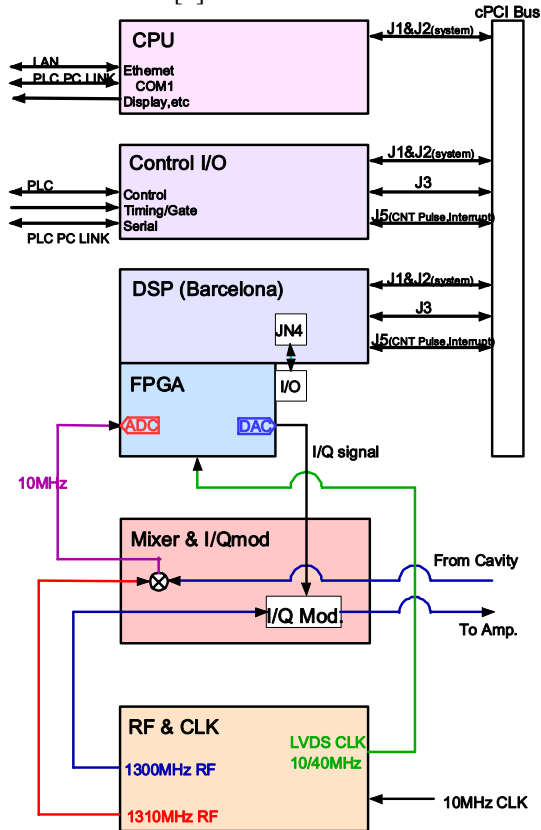 cPCI Bus
CPU
J1&J2(system)
LAN
Ethernet
PLC PC LINK
COM1
Display,etc
Control I/O
J1&J2(system)
PLC
J3
Control
Timing/Gate
J5(CNT Pulse,Interrupt)
Serial
PLC PC LINK
DSP (Barcelona)
J1&J2(system)
J3
JN4
J5(CNT Pulse,Interrupt)
FPGA
I/O
ADC
DAC
I/Q signal
10MHz
Mixer & I/Qmod
From Cavity
I/Q Mod.
To Amp.
RF & CLK
LVDS CLK
10/40MHz
1300MHz RF
10MHz CLK
1310MHz RF